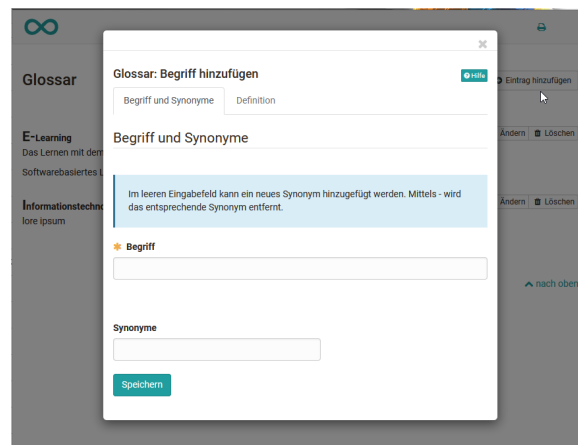 Glossar
Eintrag hinzufügen
E-Learning
Das Lernen mit dem
Softwarebasiertes
Ändern Löschen
lore ipsum
Ändern Löschen
nach oben
×
Glossar: Begriff hinzufügen
Hilfe
Begriff und Synonyme Definition
Begriff und Synonyme
Im leeren Eingabefeld kann ein neues Synonym hinzugefügt werden. Mittels - wird
das entsprechende Synonym entfernt.
* Begriff
Synonyme
Speichern